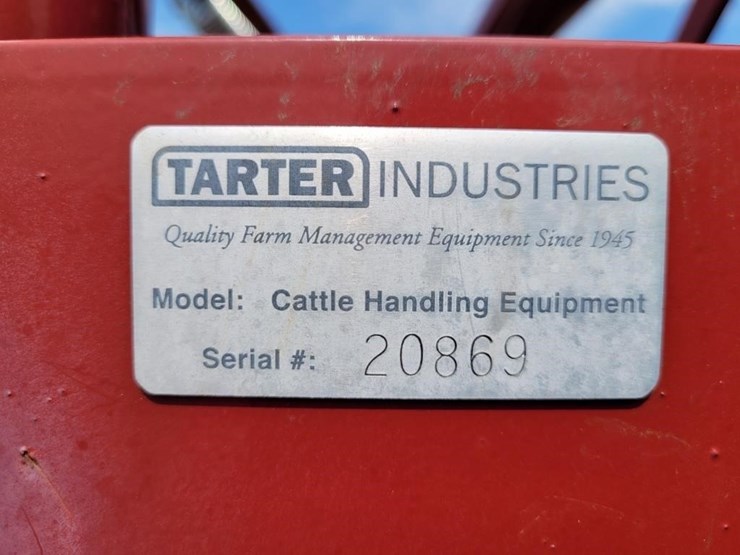 TARTER INDUSTRIES
Quality Farm Management Equipment Since 1945
Model: Cattle Handling Equipment
Serial #: 20869